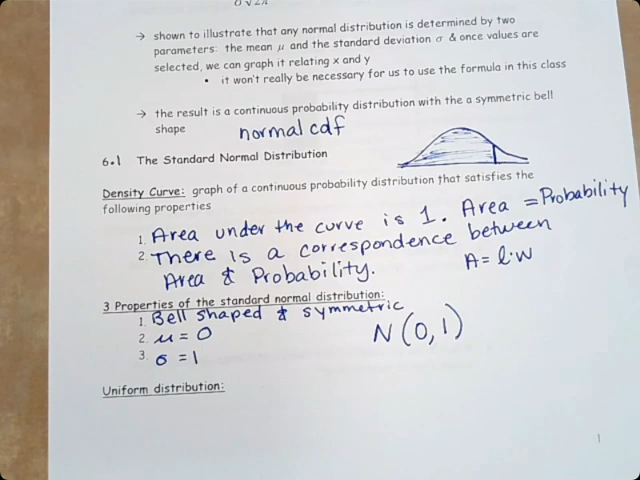 σ√2π
→ shown to illustrate that any normal distribution is determined by two
parameters: the mean μ and the standard deviation σ & once values are
selected, we can graph it relating x and y
• it won't really be necessary for us to use the formula in this class
→ the result is a continuous probability distribution with the a symmetric bell
shape normal cdf
6.1 The Standard Normal Distribution
Density Curve: graph of a continuous probability distribution that satisfies the
following properties
1. Area under the curve is 1. Area = Probability
2. There is a correspondence between
Area & Probability. A = l·w
3 Properties of the standard normal distribution:
1. Bell shaped & symmetric
2. μ = 0 N(0,1)
3. σ = 1
Uniform distribution:
1